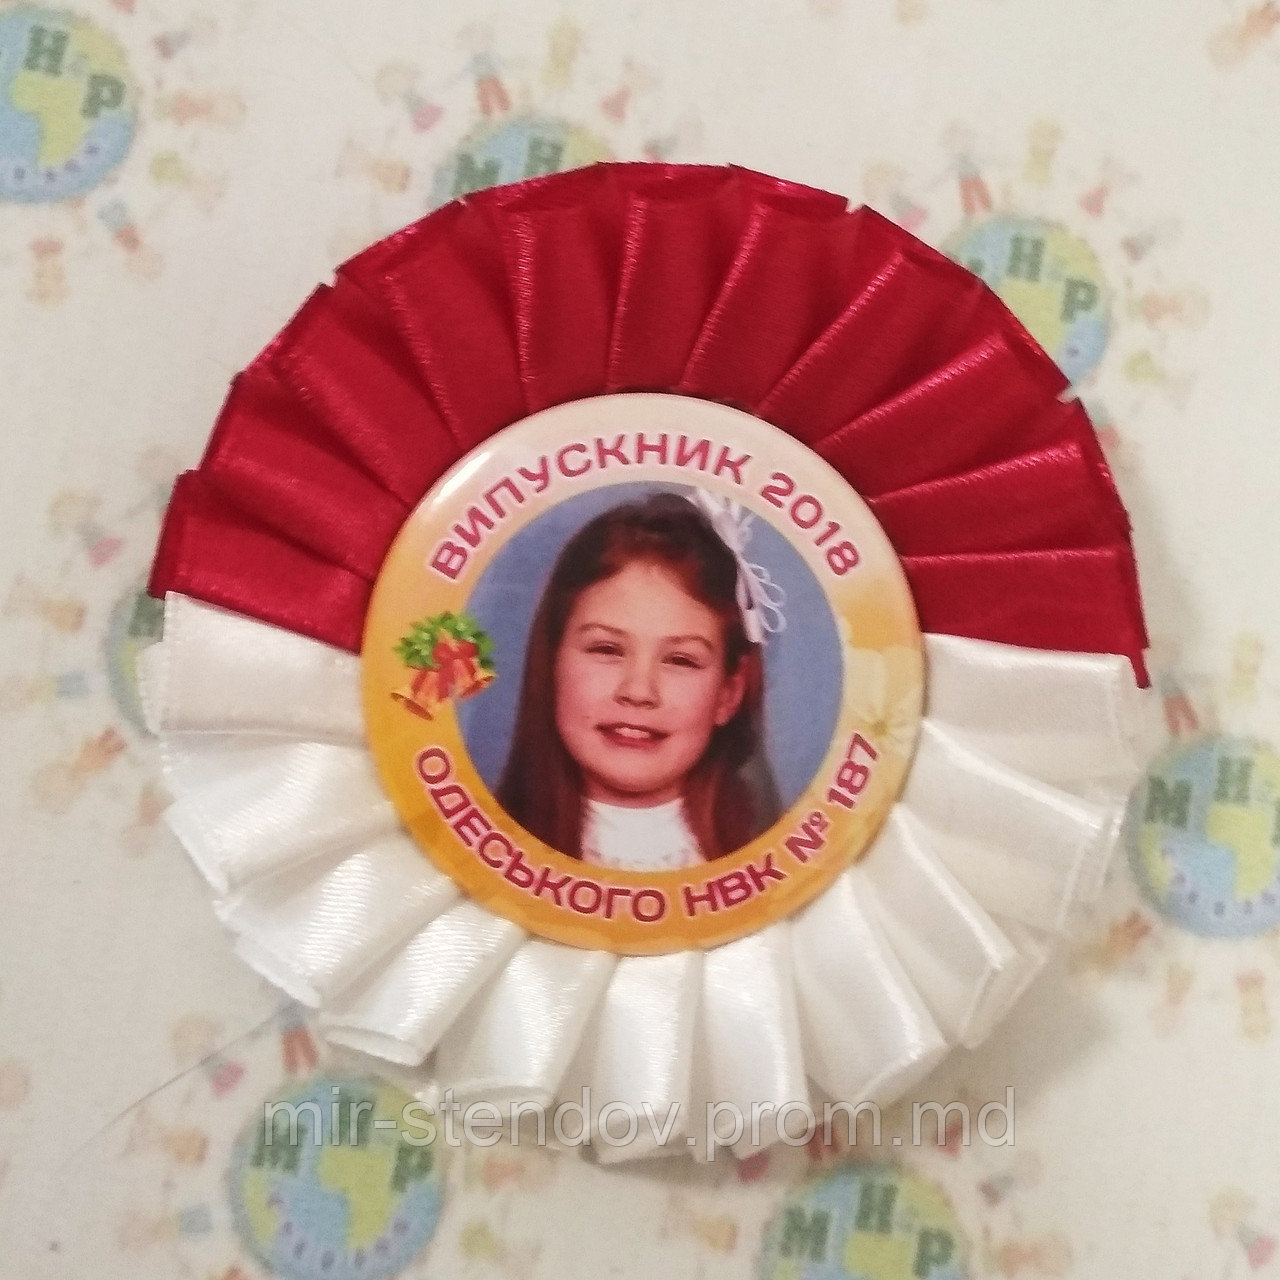 ВИПУСКНИК 2018
ОДЕСЬКОГО НВК № 187
mir-stendov.prom.md